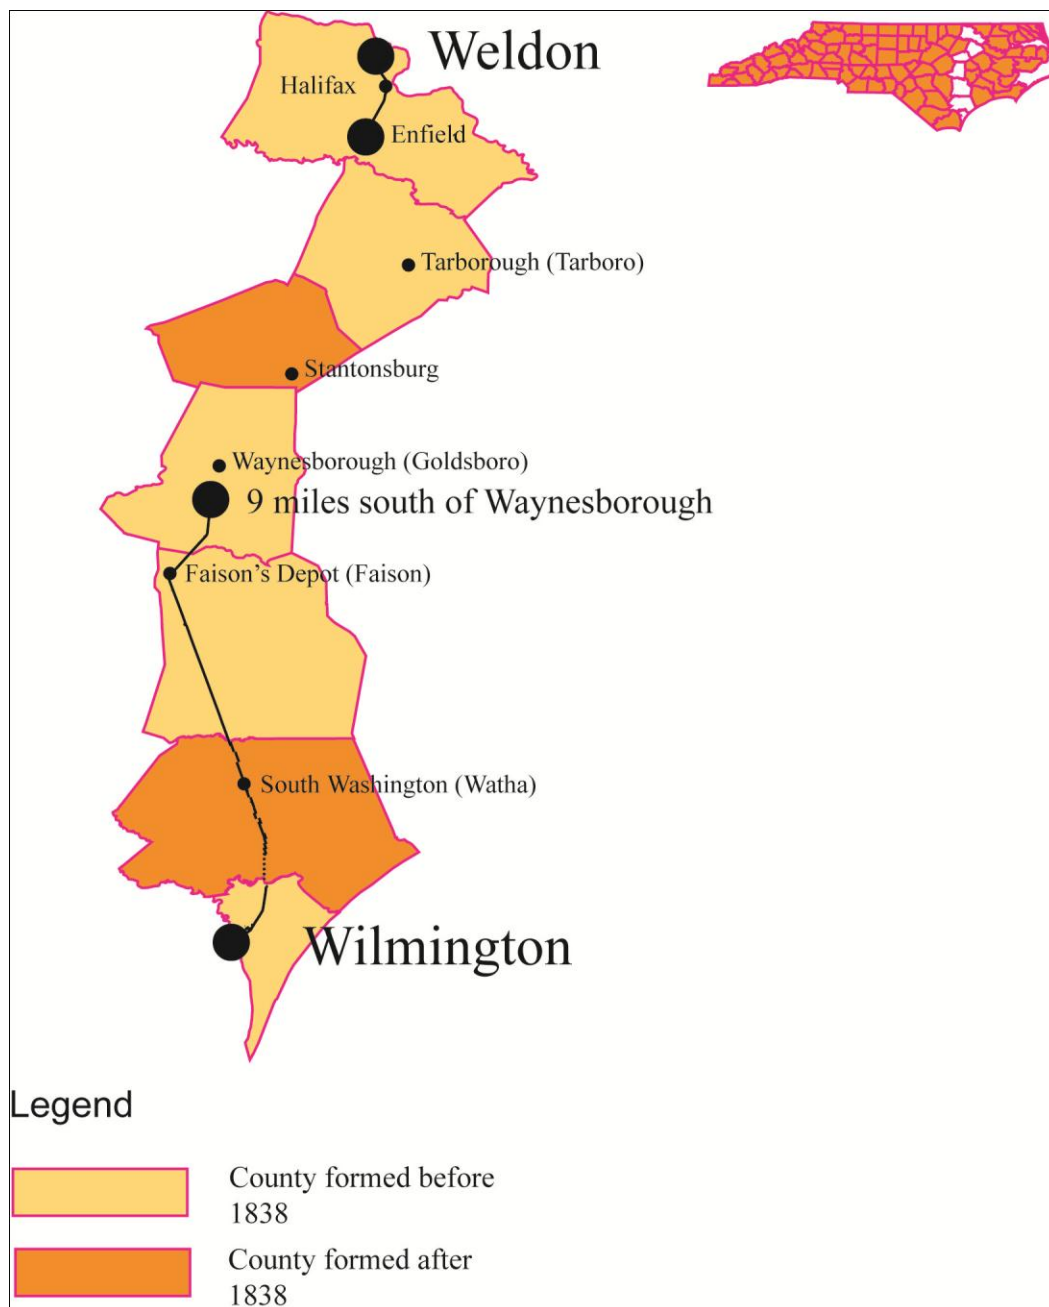 Weldon
Halifax
Enfield
Tarborough (Tarboro)
Stantonsburg
Waynesborough (Goldsboro)
9 miles south of Waynesborough
Faison’s Depot (Faison)
South Washington (Watha)
Wilmington
Legend
County formed before
1838
County formed after
1838